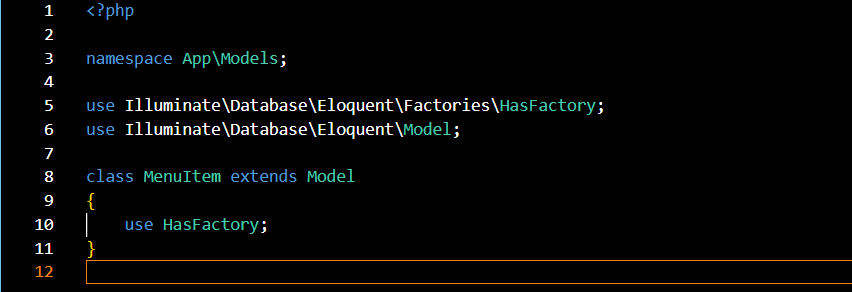 1 <?php
2
3 namespace App\Models;
4
5 use Illuminate\Database\Eloquent\Factories\HasFactory;
6 use Illuminate\Database\Eloquent\Model;
7
8 class MenuItem extends Model
9 {
10     use HasFactory;
11 }
12